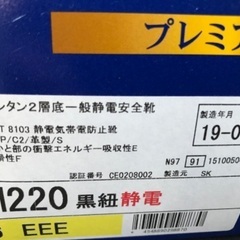 プレミア
レタン2層底一般静電安全靴
T 8103 静電気帯電防止靴
P/C2/革製/S
かと部の衝撃エネルギー吸収性E
滑性F
製造年月
19-0
N97 91 1510050
認証番号 CE0208002
製造元 SK
220 黒紐静電
EEE